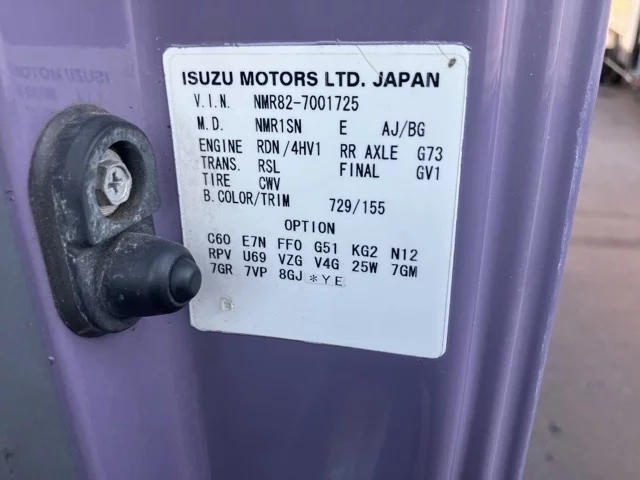 ISUZU MOTORS LTD. JAPAN
V.I.N. NMR82-7001725
M.D. NMR1SN E AJ/BG
ENGINE RDN/4HV1 RR AXLE G73
TRANS. RSL FINAL GV1
TIRE CWV
B.COLOR/TRIM 729/155
OPTION
C60 E7N FF0 G51 KG2 N12
RPV U69 VZG V4G 25W 7GM
7GR 7VP 8GJ *YE